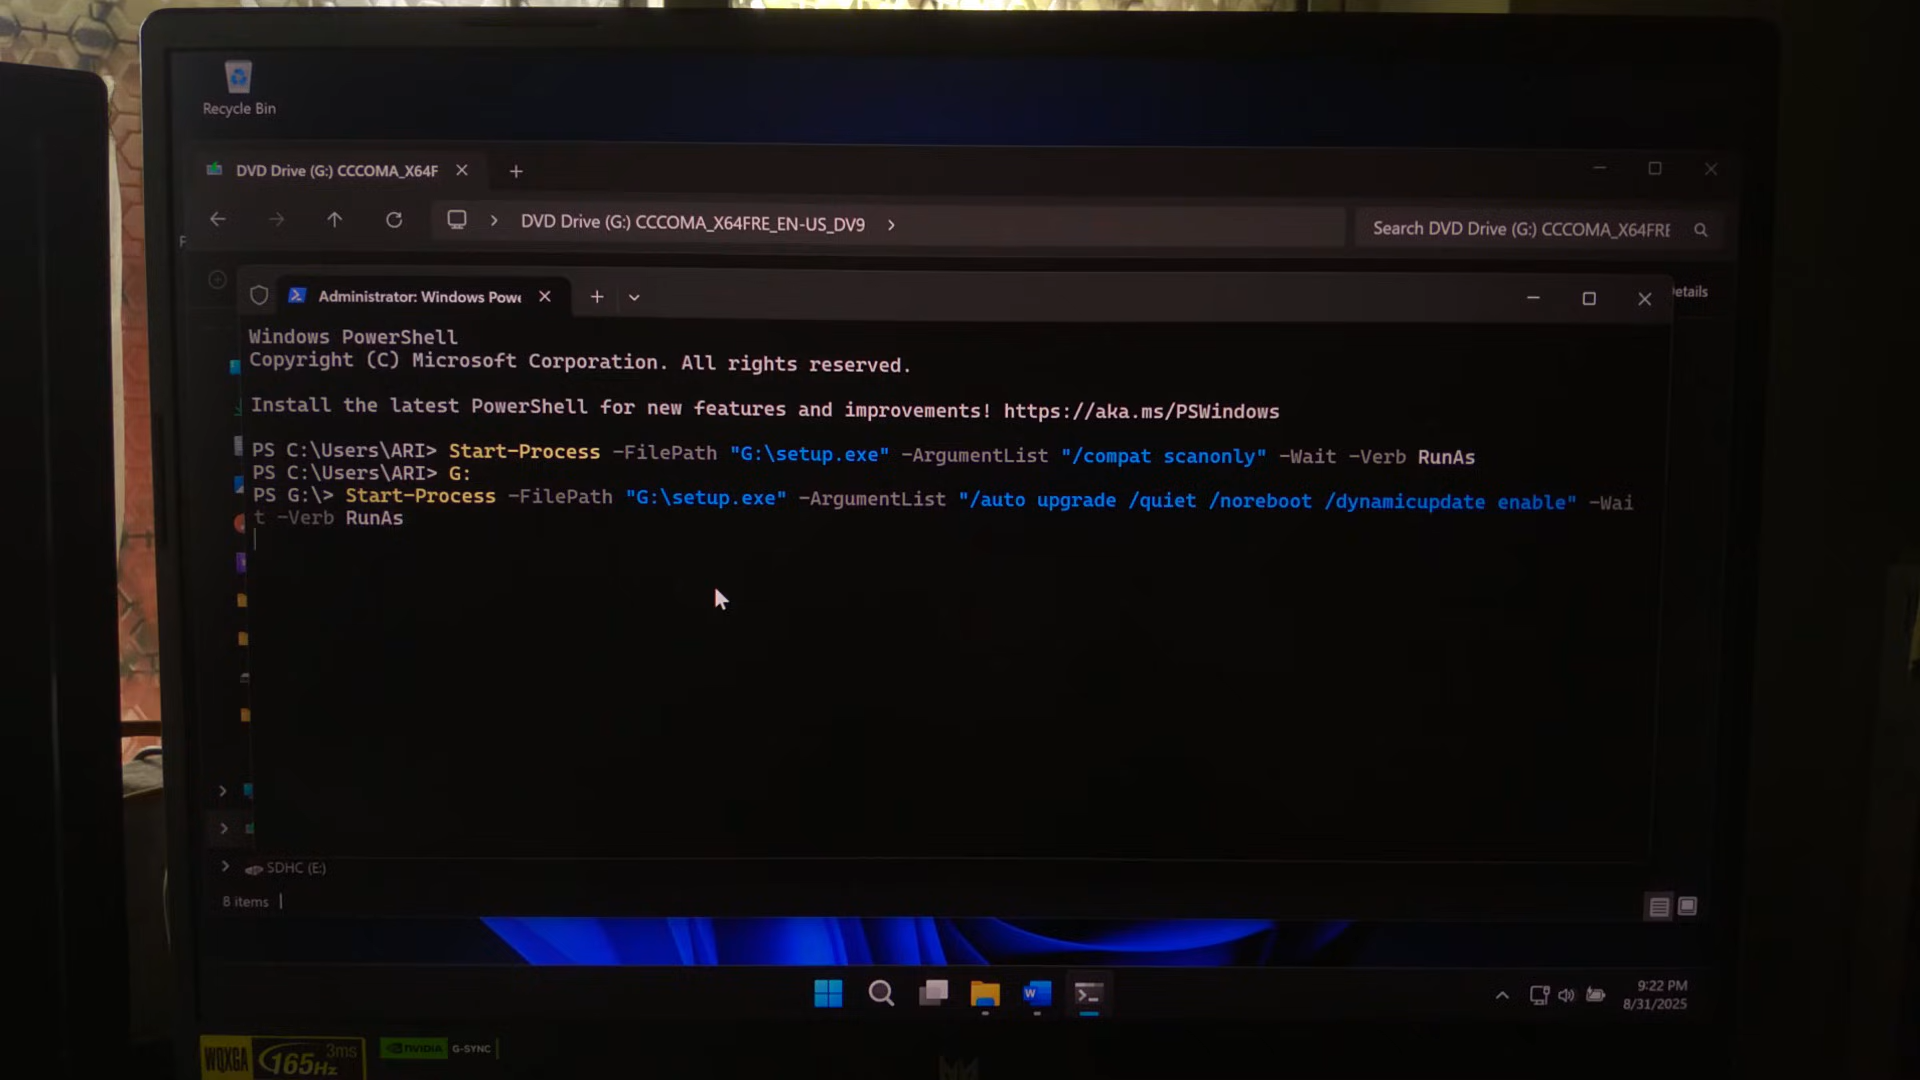 Recycle Bin
DVD Drive (G:) CCCOMA_X64F
DVD Drive (G:) CCCOMA_X64FRE_EN-US_DV9
Search DVD Drive (G:) CCCOMA_X64FRE
Administrator: Windows Powe
etails
Windows PowerShell
Copyright (C) Microsoft Corporation. All rights reserved.
Install the latest PowerShell for new features and improvements! https://aka.ms/PSWindows
PS C:\Users\ARI> Start-Process -FilePath "G:\setup.exe" -ArgumentList "/compat scanonly" -Wait -Verb RunAs
PS C:\Users\ARI> G:
PS G:\> Start-Process -FilePath "G:\setup.exe" -ArgumentList "/auto upgrade /quiet /noreboot /dynamicupdate enable" -Wai
t -Verb RunAs
SDHC (E:)
8 items
9:22 PM
8/31/2025
WQXGA
165Hz
3ms
NVIDIA
G-SYNC